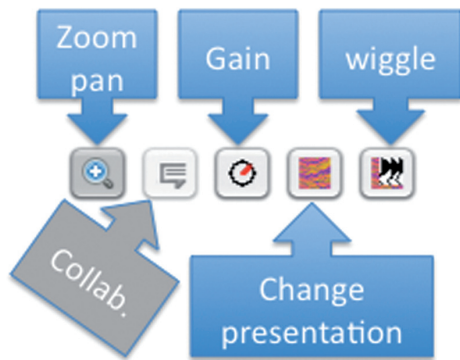 Zoom
pan
Gain
wiggle
Collab.
Change
presentation